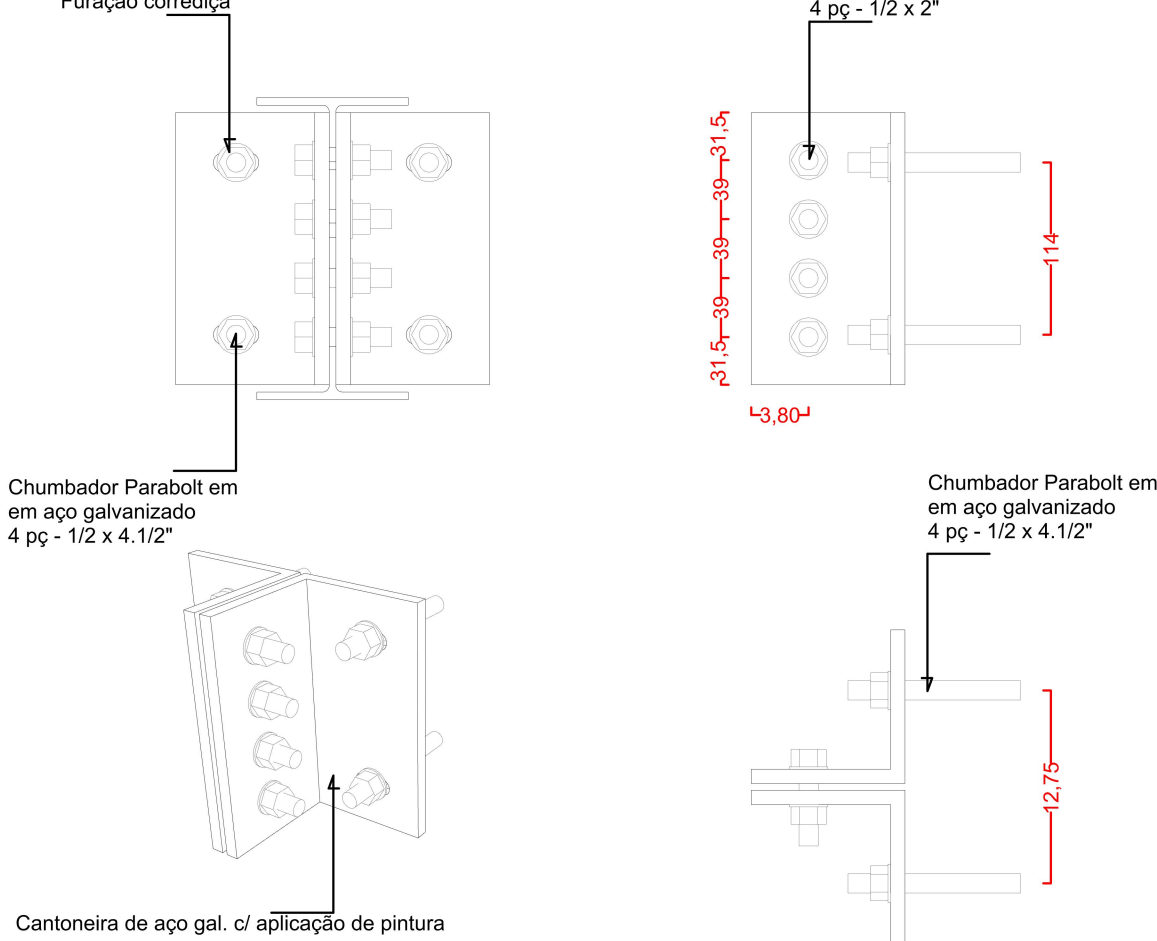 Furação corrediça
4 pç - 1/2 x 2"
31,5
39
39
39
31,5
114
3,80
Chumbador Parabolt em
em aço galvanizado
4 pç - 1/2 x 4.1/2"
Chumbador Parabolt em
em aço galvanizado
4 pç - 1/2 x 4.1/2"
12,75
Cantoneira de aço gal. c/ aplicação de pintura